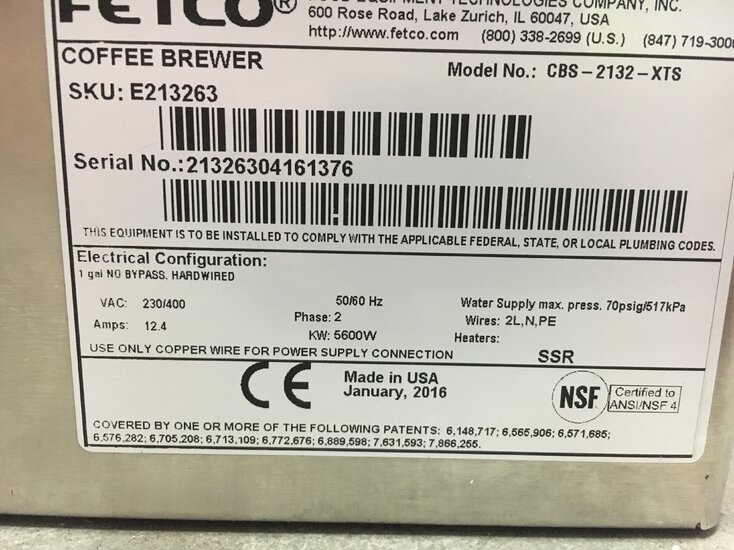 FETCO®
FOOD EQUIPMENT TECHNOLOGIES COMPANY, INC.
600 Rose Road, Lake Zurich, IL 60047, USA
http://www.fetco.com (800) 338-2699 (U.S.) (847) 719-300
COFFEE BREWER
Model No.: CBS-2132-XTS
SKU: E213263
Serial No.:21326304161376
THIS EQUIPMENT IS TO BE INSTALLED TO COMPLY WITH THE APPLICABLE FEDERAL, STATE, OR LOCAL PLUMBING CODES.
Electrical Configuration:
1 gal NO BYPASS. HARDWIRED
VAC: 230/400 50/60 Hz Water Supply max. press. 70psig/517kPa
Amps: 12.4 Phase: 2 Wires: 2L,N,PE
KW: 5600W Heaters:
USE ONLY COPPER WIRE FOR POWER SUPPLY CONNECTION SSR
CE Made in USA
January, 2016
NSF Certified to
ANSI/NSF 4
COVERED BY ONE OR MORE OF THE FOLLOWING PATENTS: 6,148,717; 6,565,906; 6,571,685;
6,576,282; 6,705,208; 6,713,109; 6,772,676; 6,889,598; 7,631,593; 7,866,255.